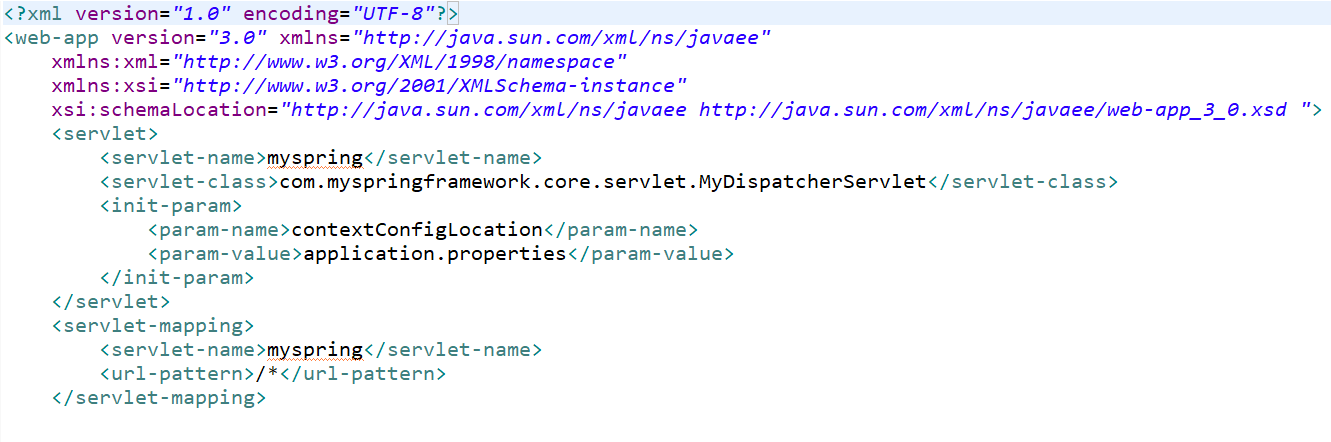 <?xml version="1.0" encoding="UTF-8"?>
<web-app version="3.0" xmlns="http://java.sun.com/xml/ns/javaee"
    xmlns:xml="http://www.w3.org/XML/1998/namespace"
    xmlns:xsi="http://www.w3.org/2001/XMLSchema-instance"
    xsi:schemaLocation="http://java.sun.com/xml/ns/javaee http://java.sun.com/xml/ns/javaee/web-app_3_0.xsd ">
    <servlet>
        <servlet-name>myspring</servlet-name>
        <servlet-class>com.myspringframework.core.servlet.MyDispatcherServlet</servlet-class>
        <init-param>
            <param-name>contextConfigLocation</param-name>
            <param-value>application.properties</param-value>
        </init-param>
    </servlet>
    <servlet-mapping>
        <servlet-name>myspring</servlet-name>
        <url-pattern>/*</url-pattern>
    </servlet-mapping>